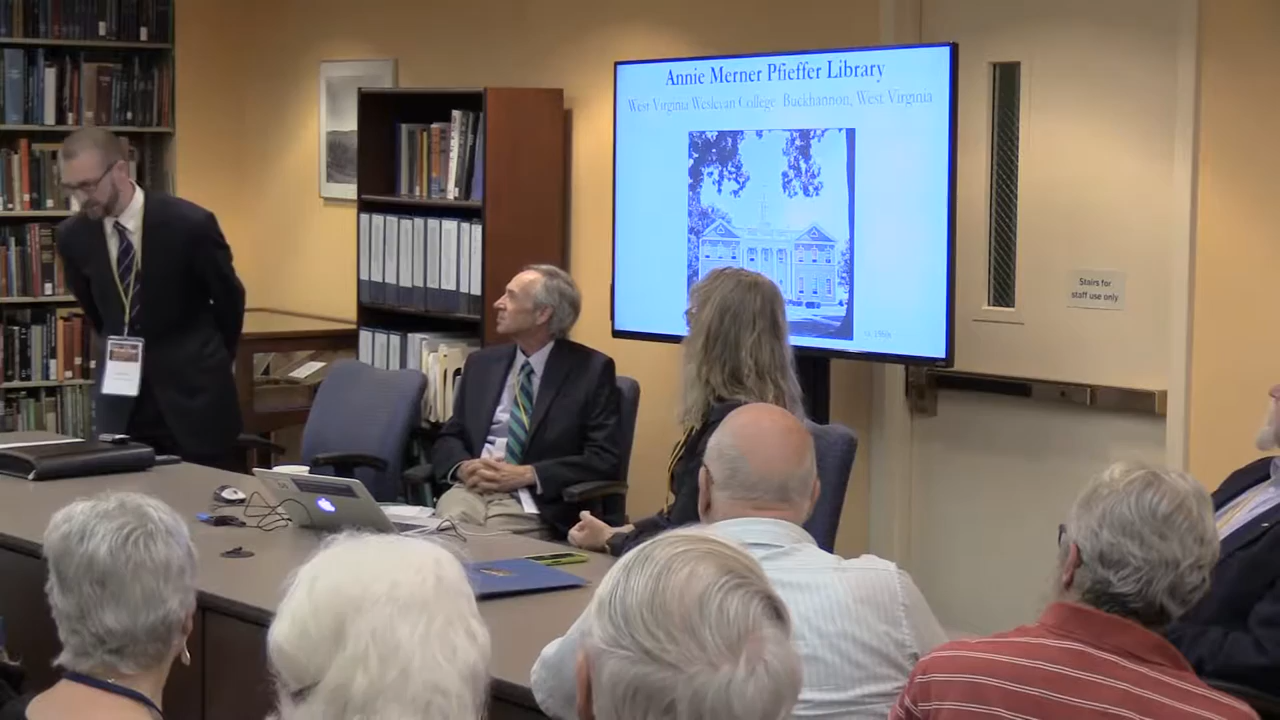 Annie Merner Pfieffer Library
West Virginia Wesleyan College Buckhannon, West Virginia
Stairs for
staff use only